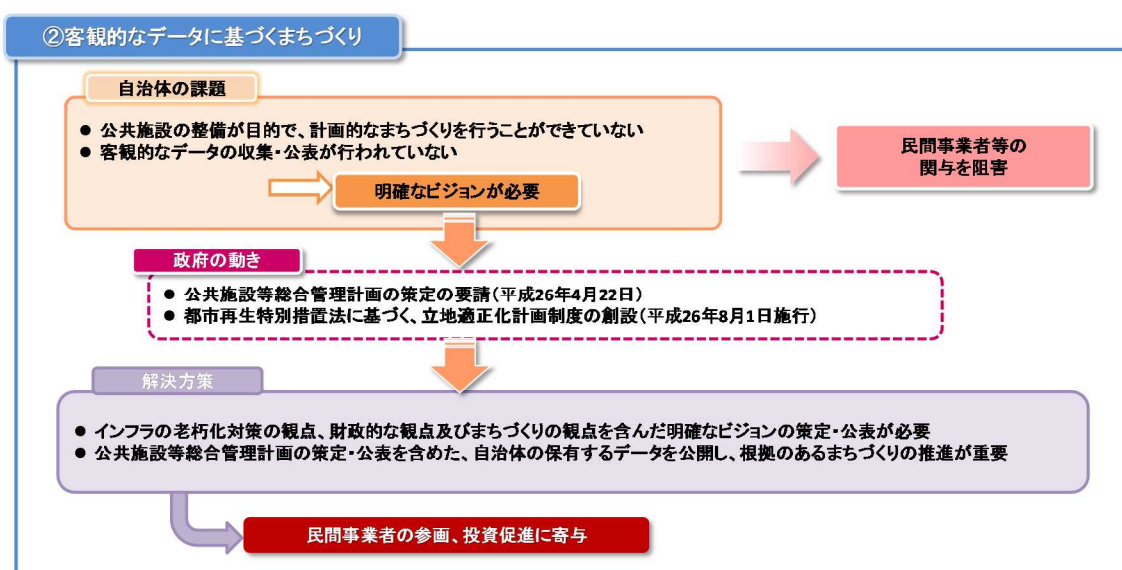 ②客観的なデータに基づくまちづくり
自治体の課題
● 公共施設の整備が目的で、計画的なまちづくりを行うことができていない
● 客観的なデータの収集・公表が行われていない
明確なビジョンが必要
民間事業者等の
関与を阻害
政府の動き
● 公共施設等総合管理計画の策定の要請(平成26年4月22日)
● 都市再生特別措置法に基づく、立地適正化計画制度の創設(平成26年8月1日施行)
解決方策
● インフラの老朽化対策の観点、財政的な観点及びまちづくりの観点を含んだ明確なビジョンの策定・公表が必要
● 公共施設等総合管理計画の策定・公表を含めた、自治体の保有するデータを公開し、根拠のあるまちづくりの推進が重要
民間事業者の参画、投資促進に寄与